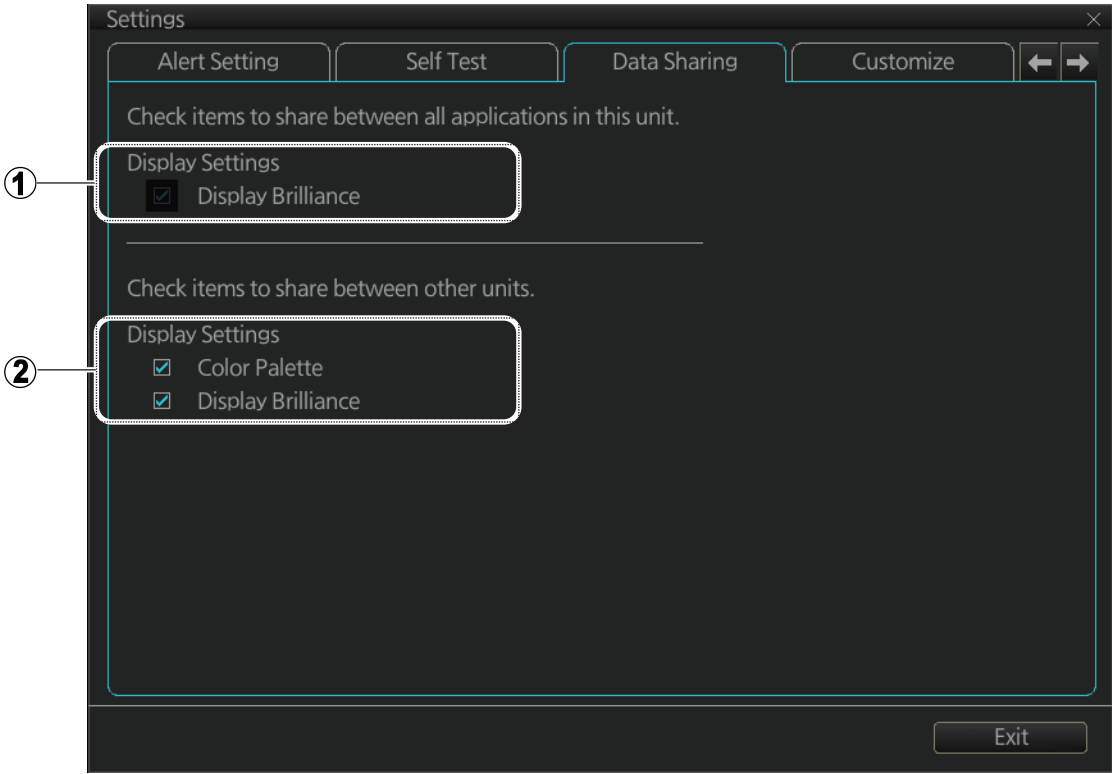 Settings
Alert Setting
Self Test
Data Sharing
Customize
Check items to share between all applications in this unit.
1
Display Settings
Display Brilliance
Check items to share between other units.
2
Display Settings
Color Palette
Display Brilliance
Exit